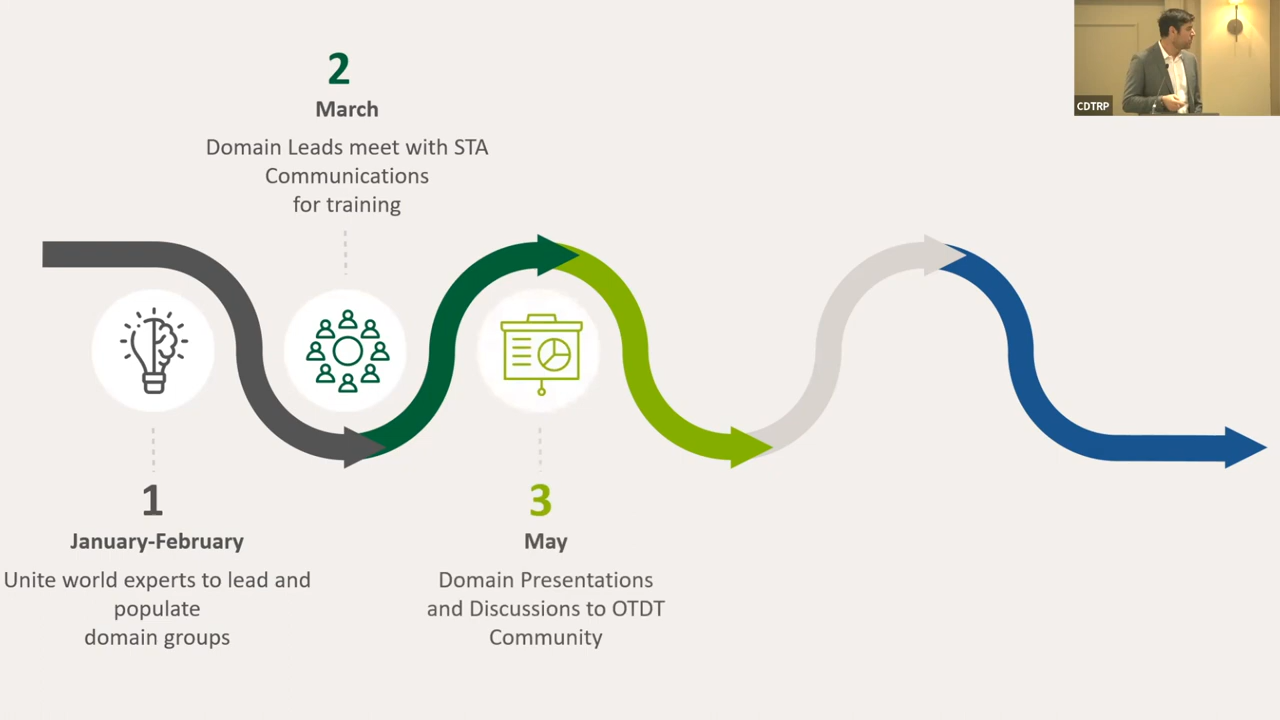 2
March
Domain Leads meet with STA
Communications
for training
1
January-February
Unite world experts to lead and
populate
domain groups
3
May
Domain Presentations
and Discussions to OTDT
Community
CDTRP